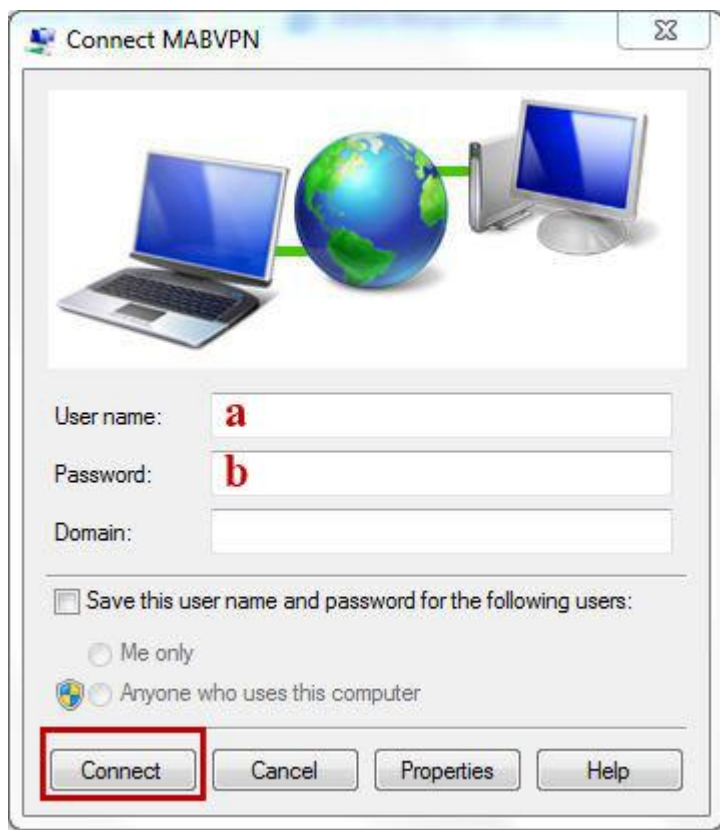 Connect MABVPN
User name: a
Password: b
Domain:
Save this user name and password for the following users:
Me only
Anyone who uses this computer
Connect Cancel Properties Help